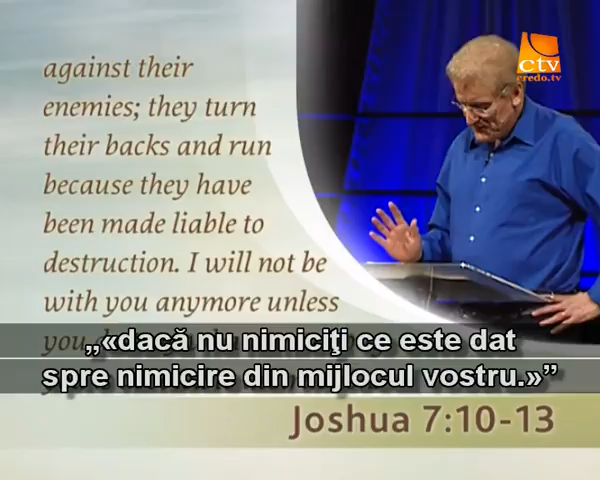 ctv
credo.tv
against their
enemies; they turn
their backs and run
because they have
been made liable to
destruction. I will not be
with you anymore unless
you
„«dacă nu nimiciţi ce este dat
spre nimicire din mijlocul vostru.»”
Joshua 7:10-13